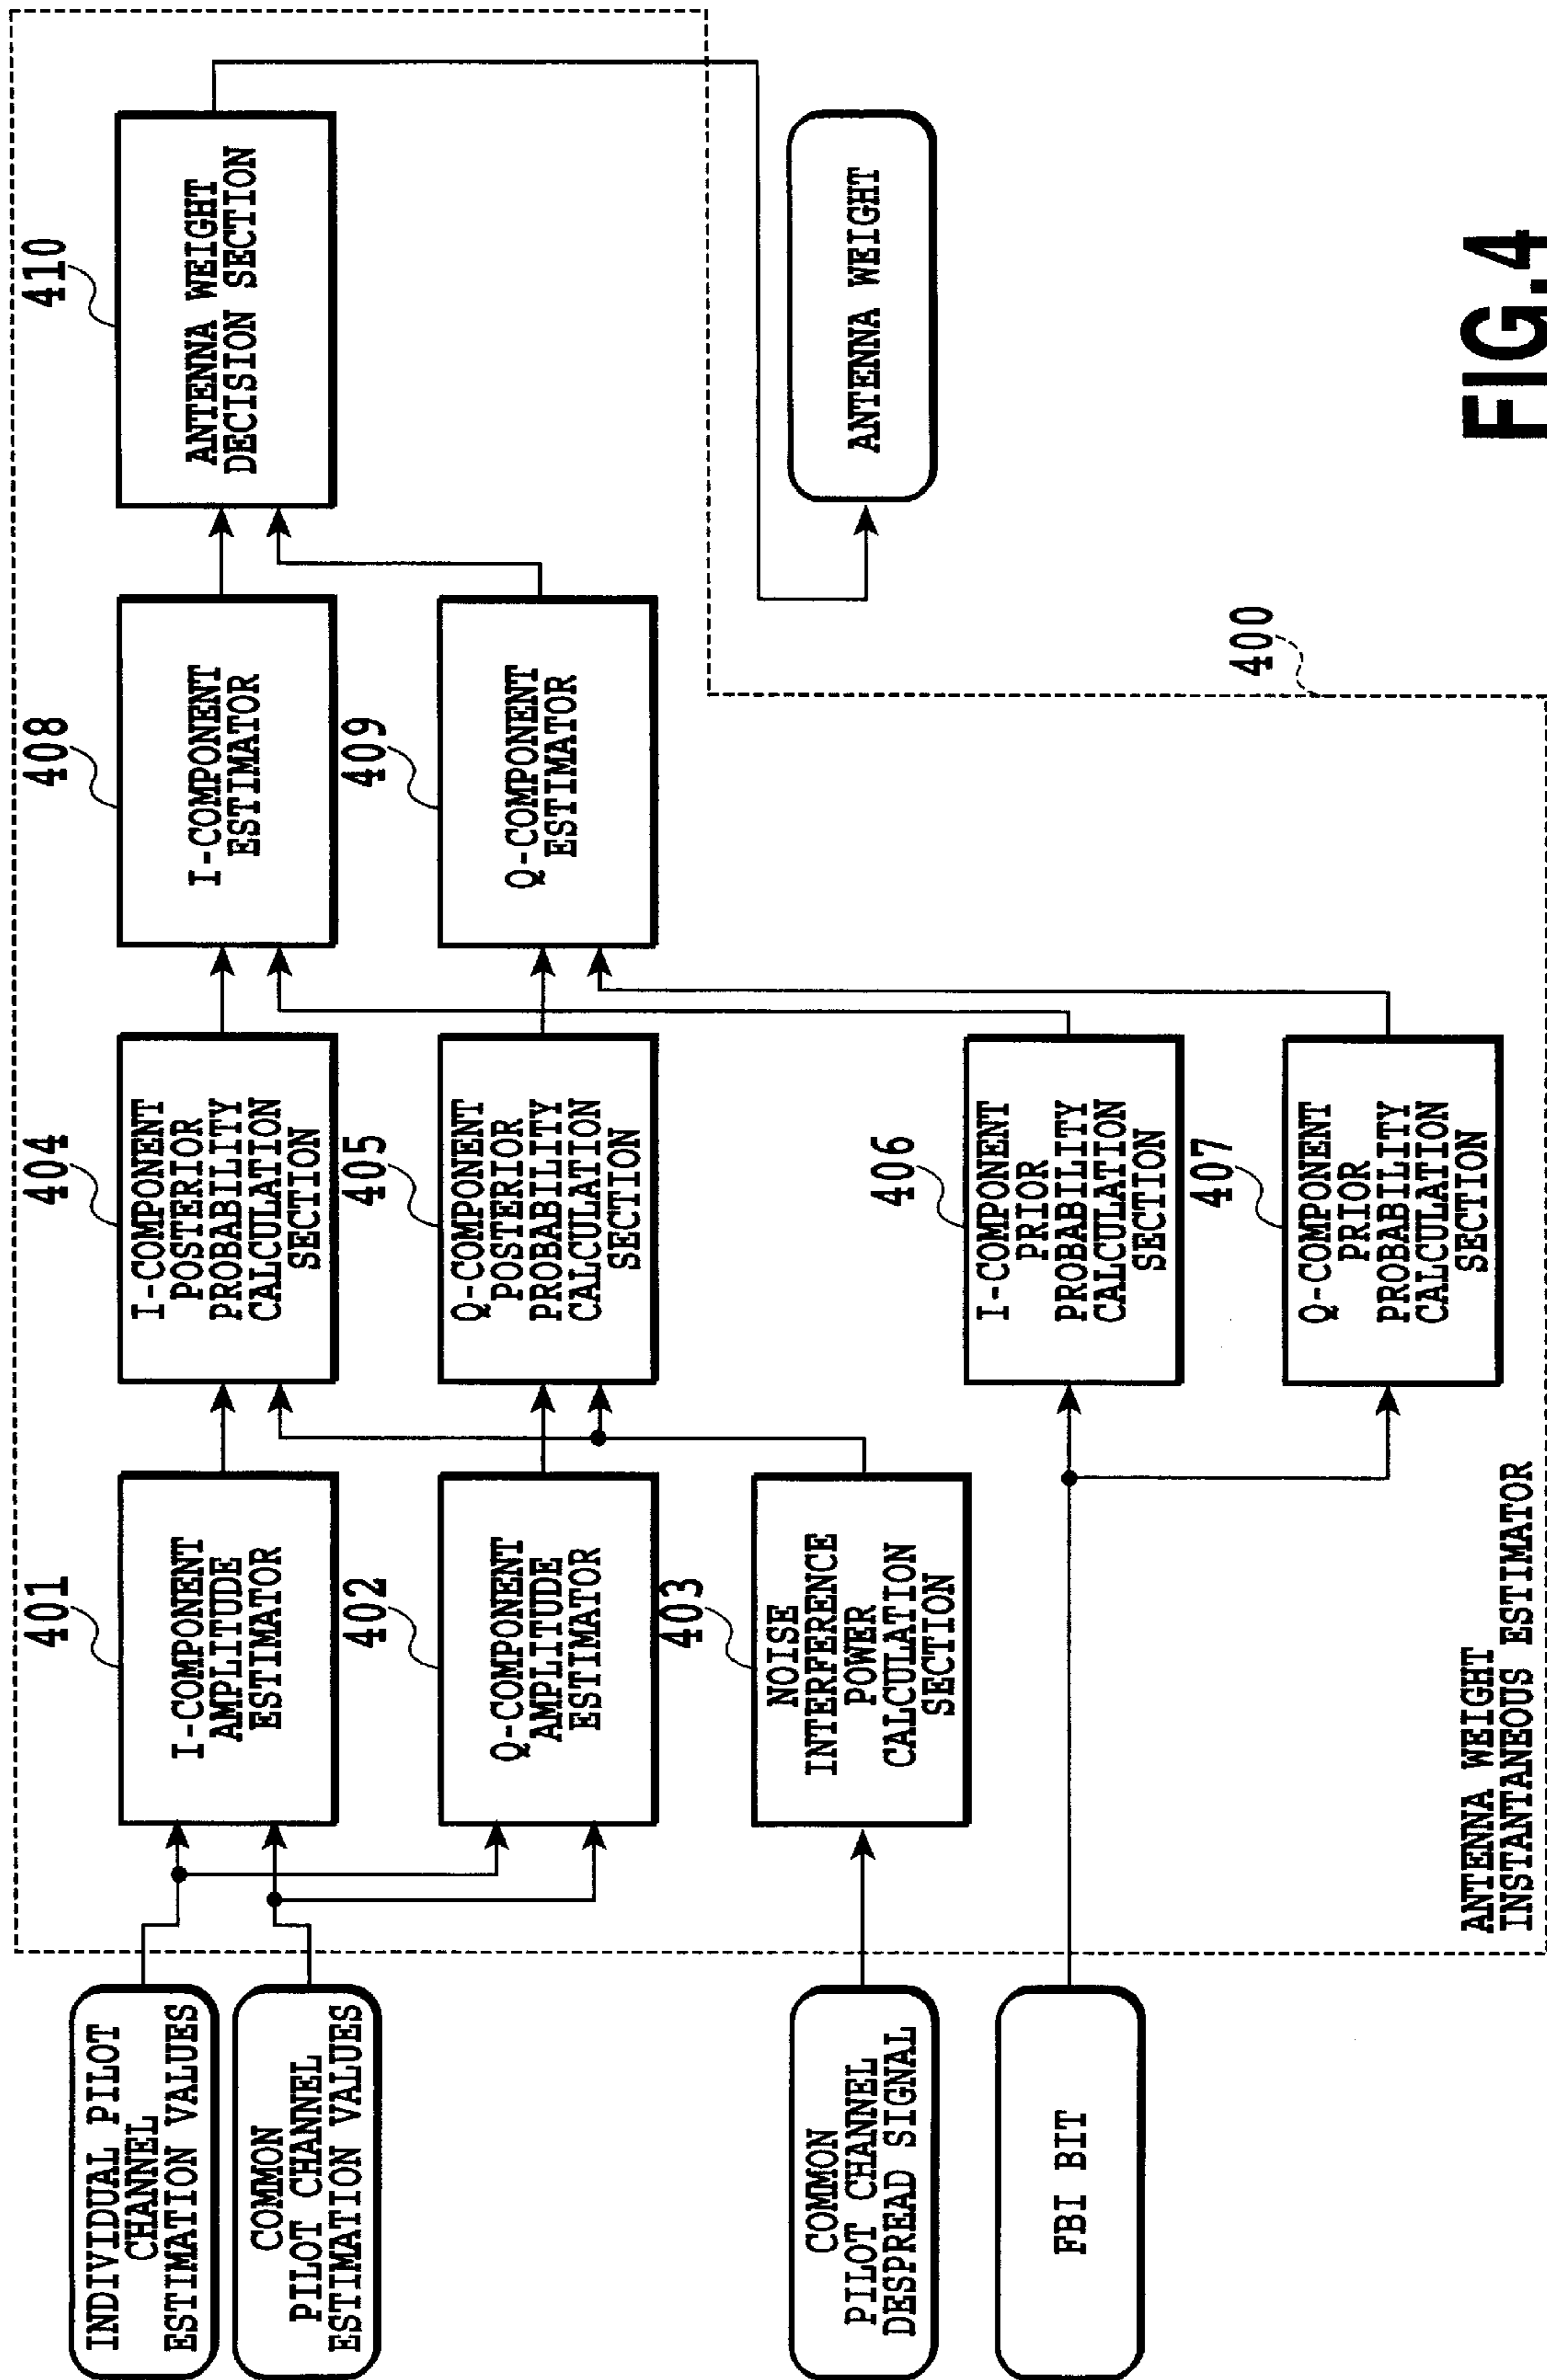 INDIVIDUAL PILOT
CHANNEL
ESTIMATION VALUES
COMMON
PILOT CHANNEL
ESTIMATION VALUES
COMMON
PILOT CHANNEL
DESPREAD SIGNAL
FBI BIT
401
I-COMPONENT
AMPLITUDE
ESTIMATOR
402
Q-COMPONENT
AMPLITUDE
ESTIMATOR
403
NOISE
INTERFERENCE
POWER
CALCULATION
SECTION
404
I-COMPONENT
POSTERIOR
PROBABILITY
CALCULATION
SECTION
405
Q-COMPONENT
POSTERIOR
PROBABILITY
CALCULATION
SECTION
406
I-COMPONENT
PRIOR
PROBABILITY
CALCULATION
SECTION
407
Q-COMPONENT
PRIOR
PROBABILITY
CALCULATION
SECTION
408
I-COMPONENT
ESTIMATOR
409
Q-COMPONENT
ESTIMATOR
410
ANTENNA WEIGHT
DECISION SECTION
ANTENNA WEIGHT
400
ANTENNA WEIGHT
INSTANTANEOUS ESTIMATOR
FIG.4